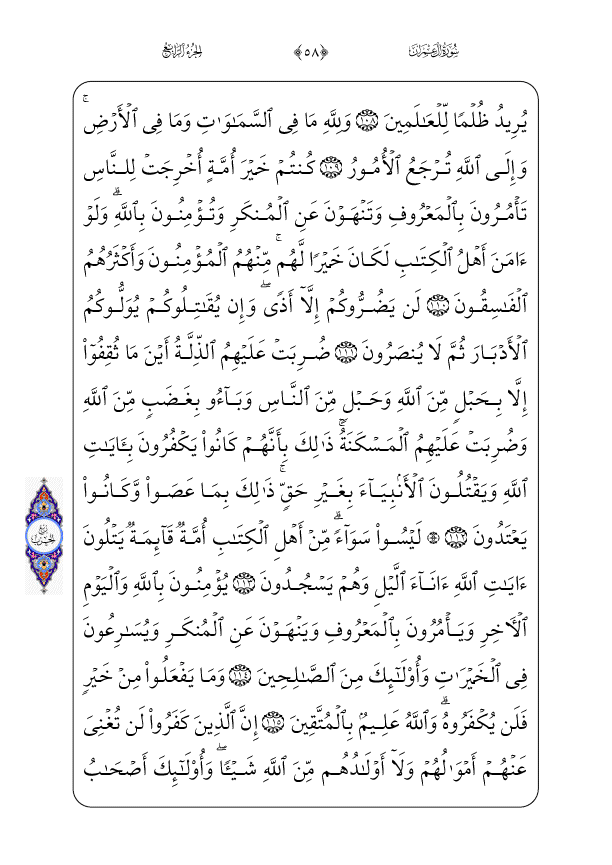 سُورَةُ آلِ عِمْرَانَ
﴿٥٨﴾
الجُزْءُ الرَّابِعُ
يُرِيدُ ظُلْمًا لِّلْعَٰلَمِينَ ١٠٨ وَلِلَّهِ مَا فِى ٱلسَّمَٰوَٰتِ وَمَا فِى ٱلْأَرْضِ ۚ
وَإِلَى ٱللَّهِ تُرْجَعُ ٱلْأُمُورُ ١٠٩ كُنتُمْ خَيْرَ أُمَّةٍ أُخْرِجَتْ لِلنَّاسِ
تَأْمُرُونَ بِٱلْمَعْرُوفِ وَتَنْهَوْنَ عَنِ ٱلْمُنكَرِ وَتُؤْمِنُونَ بِٱللَّهِ ۗ وَلَوْ
ءَامَنَ أَهْلُ ٱلْكِتَٰبِ لَكَانَ خَيْرًا لَّهُم ۚ مِّنْهُمُ ٱلْمُؤْمِنُونَ وَأَكْثَرُهُمُ
ٱلْفَٰسِقُونَ ١١٠ لَن يَضُرُّوكُمْ إِلَّآ أَذًى ۖ وَإِن يُقَٰتِلُوكُمْ يُوَلُّوكُمُ
ٱلْأَدْبَارَ ثُمَّ لَا يُنصَرُونَ ١١١ ضُرِبَتْ عَلَيْهِمُ ٱلذِّلَّةُ أَيْنَ مَا ثُقِفُوٓا۟
إِلَّا بِحَبْلٍ مِّنَ ٱللَّهِ وَحَبْلٍ مِّنَ ٱلنَّاسِ وَبَآءُو بِغَضَبٍ مِّنَ ٱللَّهِ
وَضُرِبَتْ عَلَيْهِمُ ٱلْمَسْكَنَةُ ۚ ذَٰلِكَ بِأَنَّهُمْ كَانُوا۟ يَكْفُرُونَ بِـَٔايَٰتِ
ٱللَّهِ وَيَقْتُلُونَ ٱلْأَنۢبِيَآءَ بِغَيْرِ حَقٍّ ۚ ذَٰلِكَ بِمَا عَصَوا۟ وَّكَانُوا۟
يَعْتَدُونَ ١١٢ ۞ لَيْسُوا۟ سَوَآءً ۗ مِّنْ أَهْلِ ٱلْكِتَٰبِ أُمَّةٌ قَآئِمَةٌ يَتْلُونَ
ءَايَٰتِ ٱللَّهِ ءَانَآءَ ٱلَّيْلِ وَهُمْ يَسْجُدُونَ ١١٣ يُؤْمِنُونَ بِٱللَّهِ وَٱلْيَوْمِ
ٱلْءَاخِرِ وَيَأْمُرُونَ بِٱلْمَعْرُوفِ وَيَنْهَوْنَ عَنِ ٱلْمُنكَرِ وَيُسَٰرِعُونَ
فِى ٱلْخَيْرَٰتِ وَأُو۟لَٰٓئِكَ مِنَ ٱلصَّٰلِحِينَ ١١٤ وَمَا يَفْعَلُوا۟ مِنْ خَيْرٍ
فَلَن يُكْفَرُوهُ ۗ وَٱللَّهُ عَلِيمٌۢ بِٱلْمُتَّقِينَ ١١٥ إِنَّ ٱلَّذِينَ كَفَرُوا۟ لَن تُغْنِىَ
عَنْهُمْ أَمْوَٰلُهُمْ وَلَآ أَوْلَٰدُهُم مِّنَ ٱللَّهِ شَيْـًٔا ۖ وَأُو۟لَٰٓئِكَ أَصْحَٰبُ